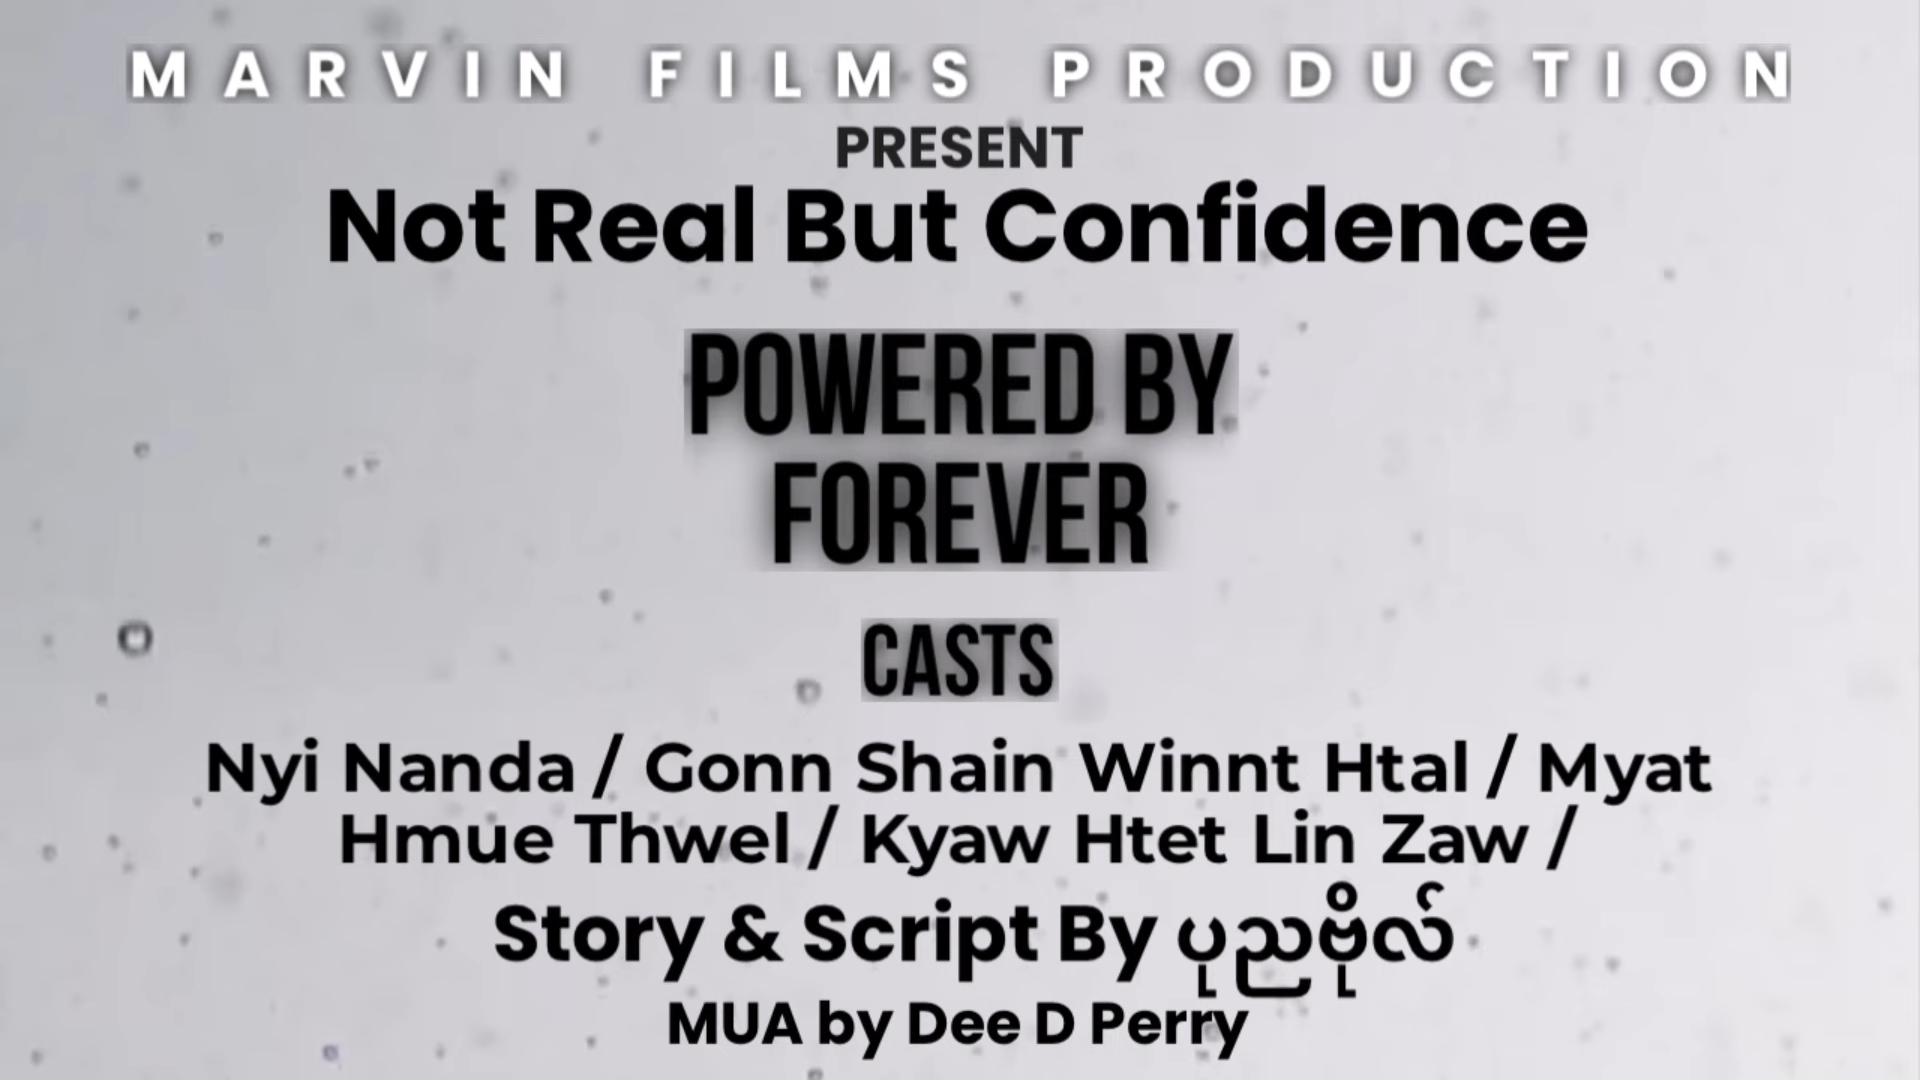 MARVIN FILMS PRODUCTION
PRESENT
Not Real But Confidence
POWERED BY
FOREVER
CASTS
Nyi Nanda / Gonn Shain Winnt Htal / Myat
Hmue Thwel / Kyaw Htet Lin Zaw /
Story & Script By ပုညဗိုလ်
MUA by Dee D Perry